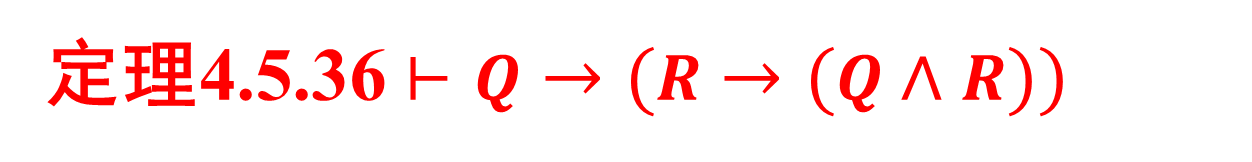 定理4.5.36 ⊢ Q → (R → (Q ∧ R))